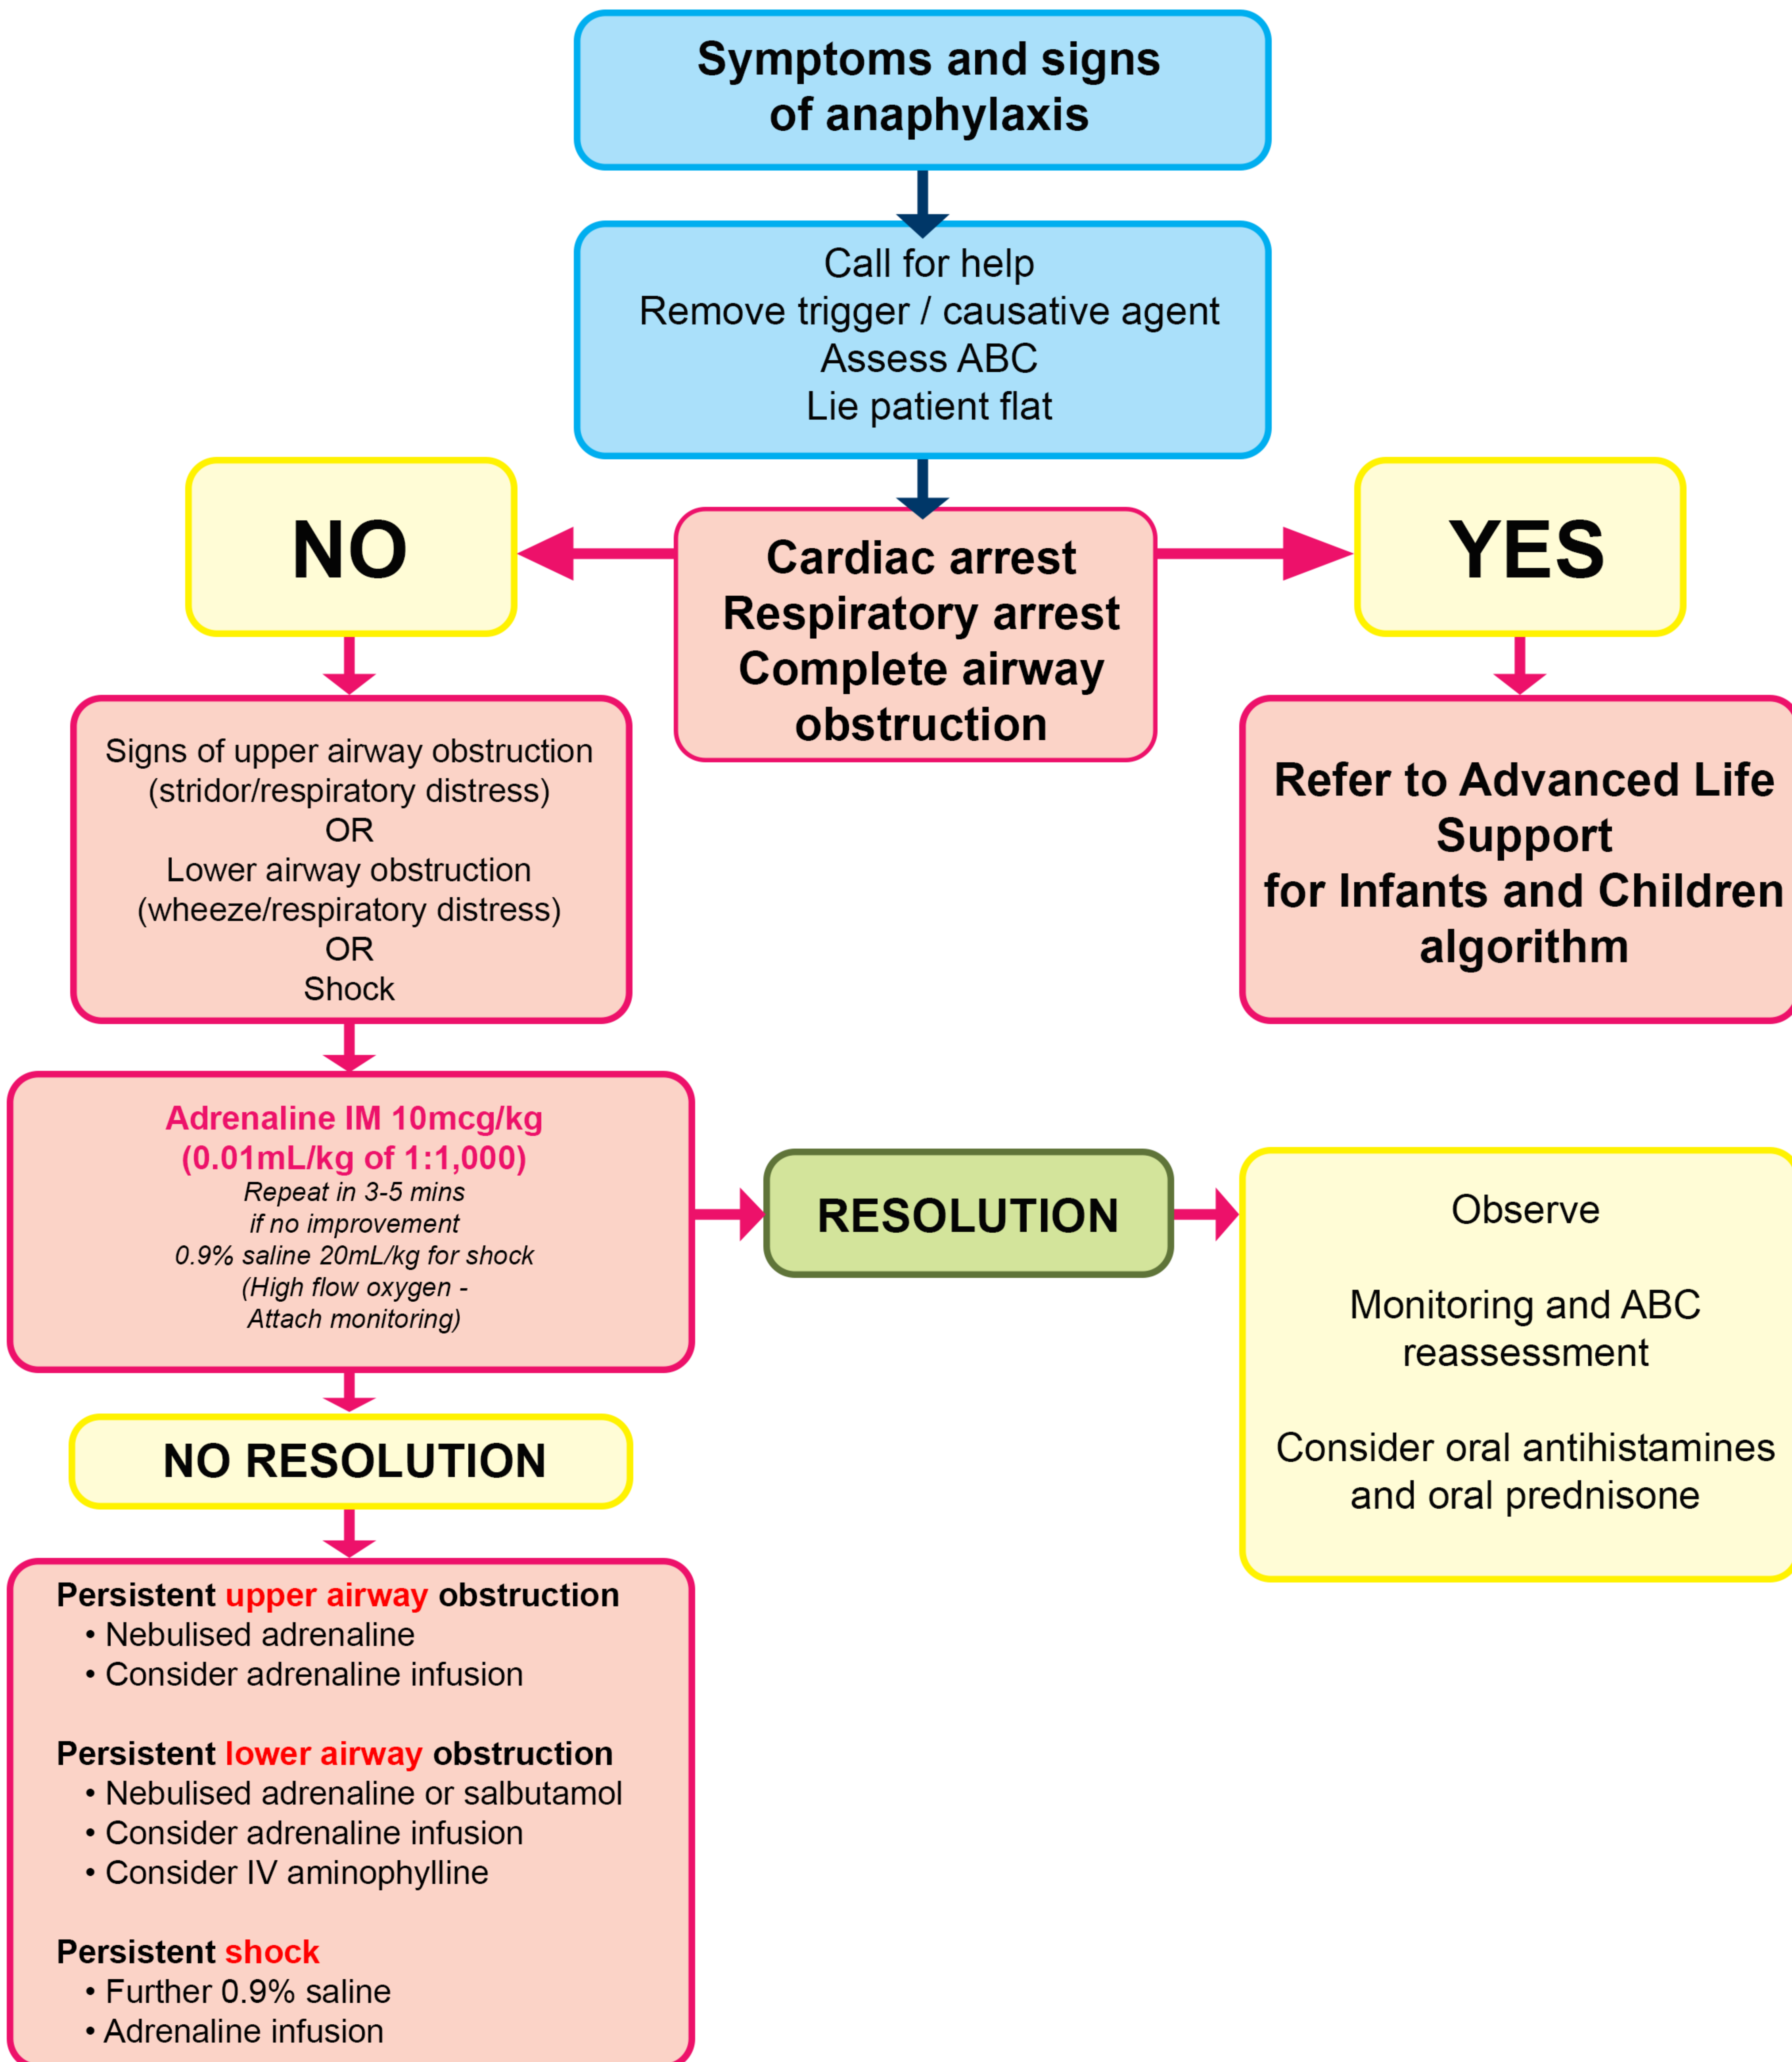 Symptoms and signs
of anaphylaxis
Call for help
Remove trigger / causative agent
Assess ABC
Lie patient flat
NO
Cardiac arrest
Respiratory arrest
Complete airway
obstruction
YES
Signs of upper airway obstruction
(stridor/respiratory distress)
OR
Lower airway obstruction
(wheeze/respiratory distress)
OR
Shock
Refer to Advanced Life
Support
for Infants and Children
algorithm
Adrenaline IM 10mcg/kg
(0.01mL/kg of 1:1,000)
Repeat in 3-5 mins
if no improvement
0.9% saline 20mL/kg for shock
(High flow oxygen -
Attach monitoring)
RESOLUTION
Observe
Monitoring and ABC
reassessment
Consider oral antihistamines
and oral prednisone
NO RESOLUTION
Persistent upper airway obstruction
• Nebulised adrenaline
• Consider adrenaline infusion
Persistent lower airway obstruction
• Nebulised adrenaline or salbutamol
• Consider adrenaline infusion
• Consider IV aminophylline
Persistent shock
• Further 0.9% saline
• Adrenaline infusion